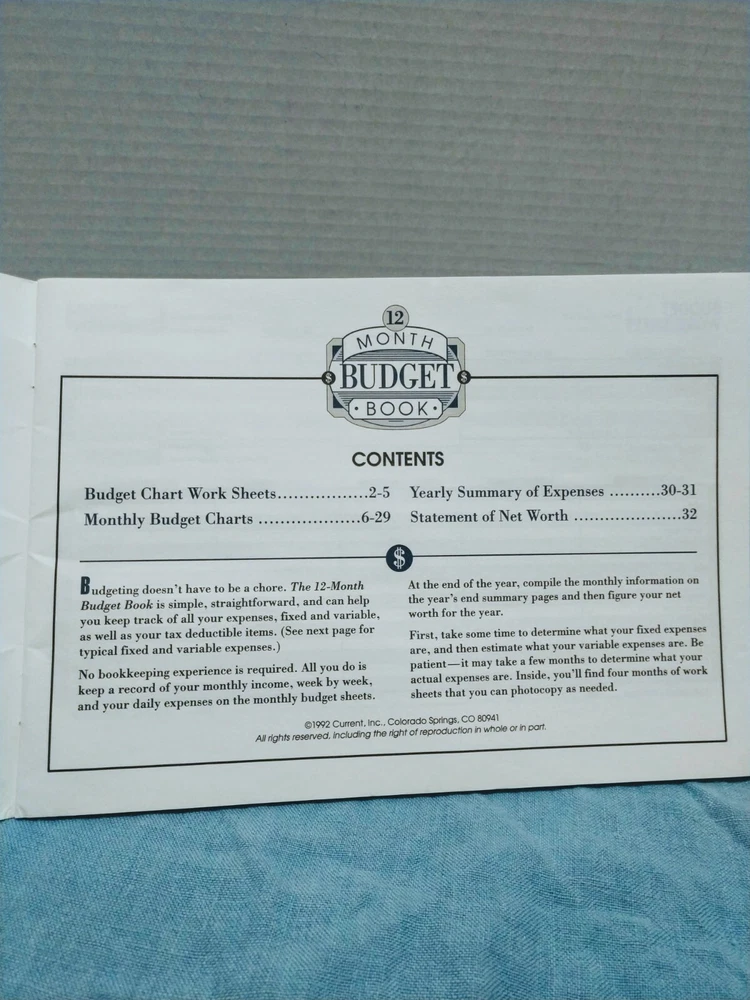 12
MONTH
BUDGET
BOOK
CONTENTS
Budget Chart Work Sheets..................2-5
Monthly Budget Charts ....................6-29
Yearly Summary of Expenses ..........30-31
Statement of Net Worth .....................32
$
Budgeting doesn't have to be a chore. The 12-Month
Budget Book is simple, straightforward, and can help
you keep track of all your expenses, fixed and variable,
as well as your tax deductible items. (See next page for
typical fixed and variable expenses.)
No bookkeeping experience is required. All you do is
keep a record of your monthly income, week by week,
and your daily expenses on the monthly budget sheets.
At the end of the year, compile the monthly information on
the year's end summary pages and then figure your net
worth for the year.
First, take some time to determine what your fixed expenses
are, and then estimate what your variable expenses are. Be
patient—it may take a few months to determine what your
actual expenses are. Inside, you'll find four months of work
sheets that you can photocopy as needed.
©1992 Current, Inc., Colorado Springs, CO 80941
All rights reserved, including the right of reproduction in whole or in part.